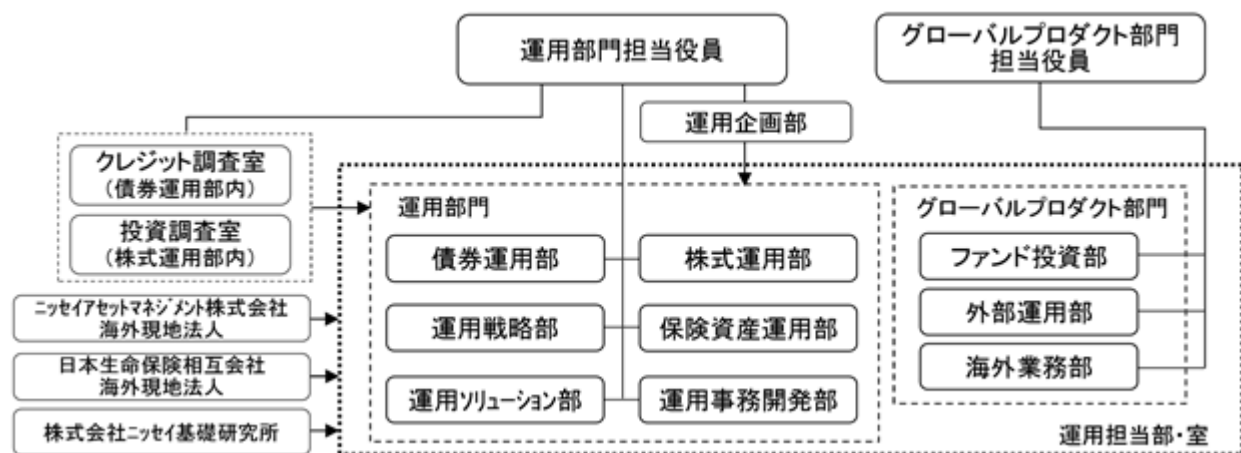 運用部門担当役員
グローバルプロダクト部門
担当役員
運用企画部
クレジット調査室
(債券運用部内)
投資調査室
(株式運用部内)
運用部門
グローバルプロダクト部門
債券運用部
株式運用部
ファンド投資部
ニッセイアセットマネジメント株式会社
海外現地法人
運用戦略部
保険資産運用部
外部運用部
日本生命保険相互会社
海外現地法人
海外業務部
運用ソリューション部
運用事務開発部
株式会社ニッセイ基礎研究所
運用担当部・室